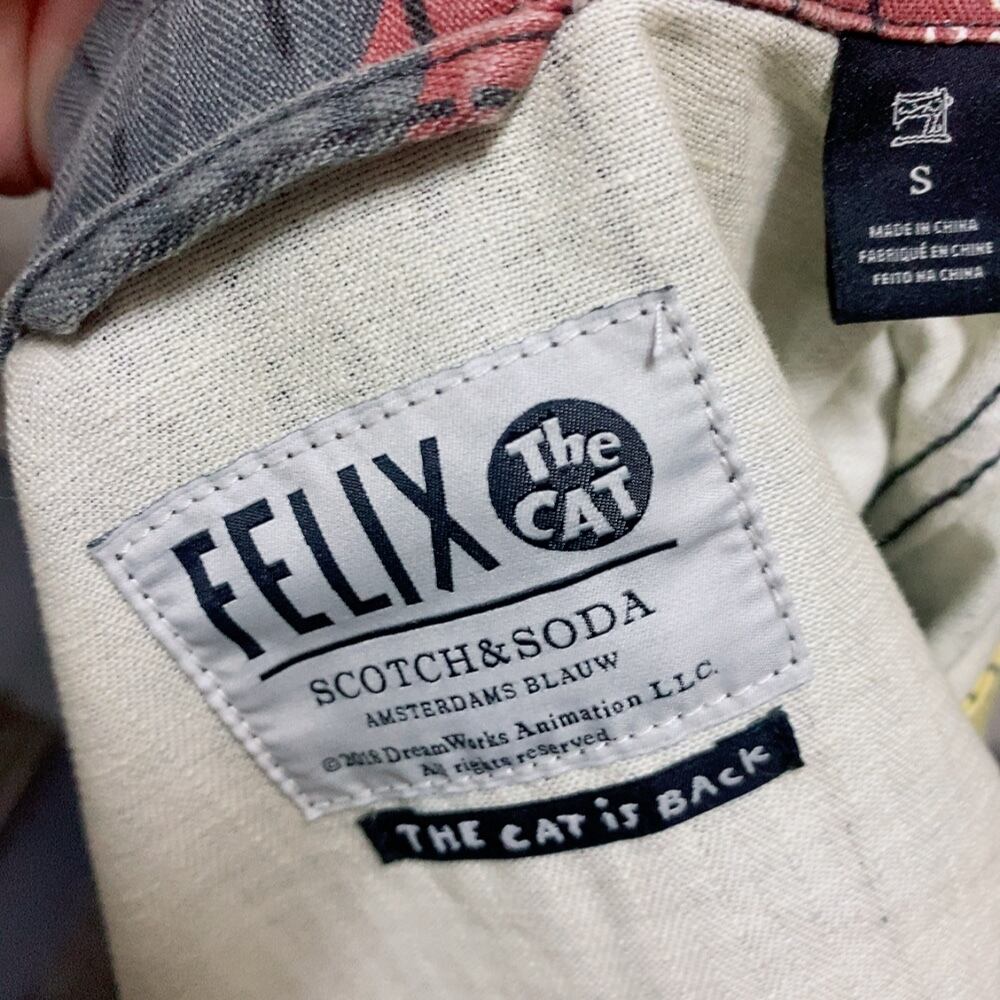 S
MADE IN CHINA
FABRIQUÉ EN CHINE
FEITO NA CHINA
FELIX The CAT
SCOTCH&SODA
AMSTERDAMS BLAUW
©2018 DreamWorks Animation LLC.
All rights reserved.
THE CAT is BACK